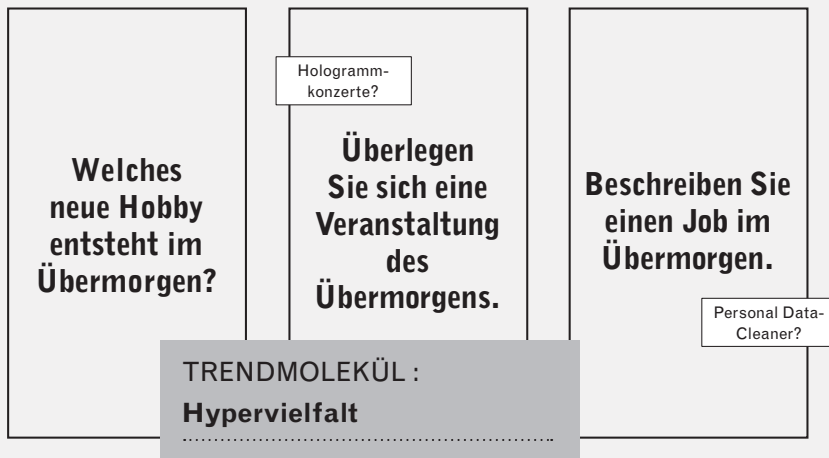 Welches
neue Hobby
entsteht im
Übermorgen?
Hologramm-
konzerte?
Überlegen
Sie sich eine
Veranstaltung
des
Übermorgens.
Beschreiben Sie
einen Job im
Übermorgen.
Personal Data-
Cleaner?
TRENDMOLEKÜL :
Hypervielfalt